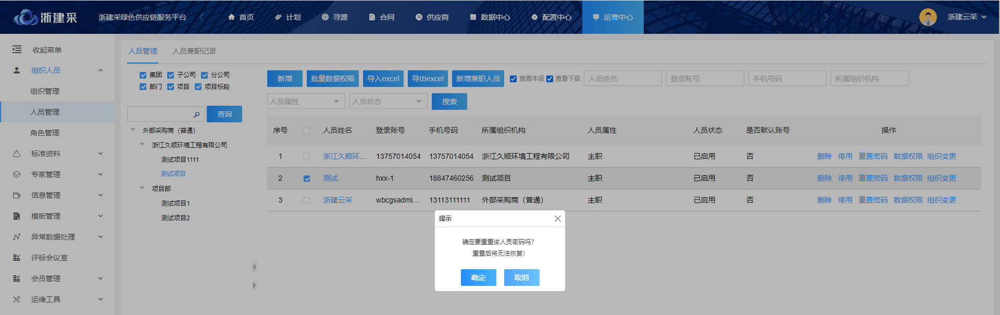 浙建采 浙建采绿色供应链服务平台 首页 计划 寻源 合同 供应商 数据中心 配置中心 运营中心 浙建云采
收起菜单
组织人员
组织管理
人员管理
角色管理
标准资料
专家管理
信息管理
模板管理
异常数据处理
评标会议室
会员管理
运维工具
人员管理 人员兼职记录
集团 子公司 分公司
部门 项目 项目标段
查询
外部采购商（普通）
浙江久顺环境工程有限公司
测试项目1111
测试项目
项目部
测试项目1
测试项目2
新增 批量数据权限 导入excel 导出excel 新增兼职人员 查看本级 查看下级 人员姓名 登录账号 手机号码 所属组织机构
人员属性 人员状态 搜索
序号 人员姓名 登录账号 手机号码 所属组织机构 人员属性 人员状态 是否默认账号 操作
1 浙江久顺环... 13757014054 13757014054 浙江久顺环境工程有限公司 主职 已启用 否 删除 停用 重置密码 数据权限 组织变更
2 测试 hxx-1 18847460256 测试项目 主职 已启用 否 删除 停用 重置密码 数据权限 组织变更
3 浙建云采 wbcgsadmi... 13113111111 外部采购商（普通） 主职 已启用 否 删除 停用 重置密码 数据权限 组织变更
提示
确定要重置该人员密码吗?
重置后将无法恢复!
确定 取消